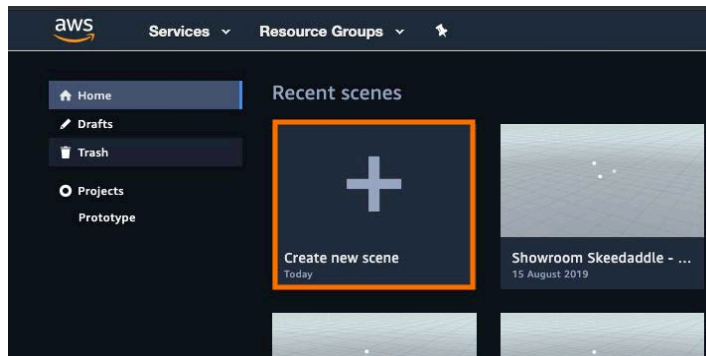 aws
Services
Resource Groups
Home
Drafts
Trash
Projects
Prototype
Recent scenes
Create new scene
Today
Showroom Skeedaddle - ...
15 August 2019